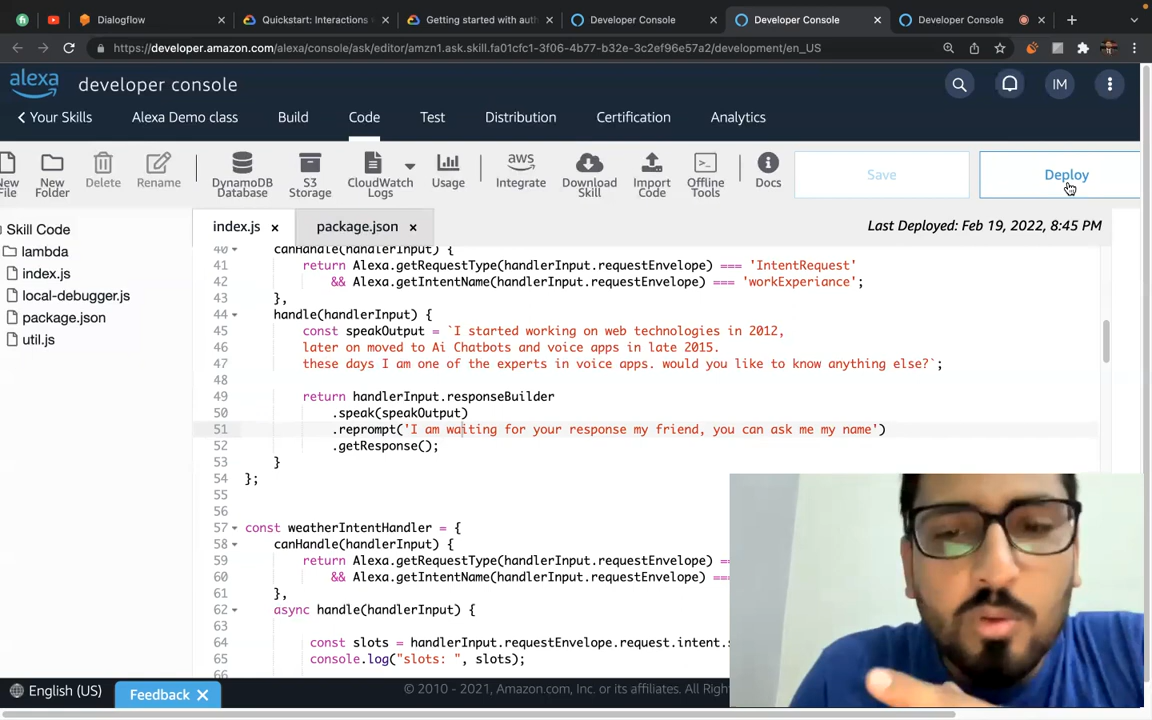 Dialogflow
Quickstart: Interactions
Getting started with aut
Developer Console
Developer Console
Developer Console
https://developer.amazon.com/alexa/console/ask/editor/amzn1.ask.skill.fa01cfc1-3f06-4b77-b32e-3c2ef96e57a2/development/en_US
alexa developer console
IM
Your Skills Alexa Demo class Build Code Test Distribution Certification Analytics
New File
New Folder
Delete
Rename
DynamoDB Database
S3 Storage
CloudWatch Logs
Usage
aws
Integrate
Download Skill
Import Code
Offline Tools
Docs
Save
Deploy
Skill Code
lambda
index.js
local-debugger.js
package.json
util.js
index.js × package.json ×
Last Deployed: Feb 19, 2022, 8:45 PM
40 canHandle(handlerInput) {
41 return Alexa.getRequestType(handlerInput.requestEnvelope) === 'IntentRequest'
42 && Alexa.getIntentName(handlerInput.requestEnvelope) === 'workExperiance';
43 },
44 handle(handlerInput) {
45 const speakOutput = `I started working on web technologies in 2012,
46 later on moved to Ai Chatbots and voice apps in late 2015.
47 these days I am one of the experts in voice apps. would you like to know anything else?`;
48
49 return handlerInput.responseBuilder
50 .speak(speakOutput)
51 .reprompt('I am waiting for your response my friend, you can ask me my name')
52 .getResponse();
53 }
54 };
55
56
57 const weatherIntentHandler = {
58 canHandle(handlerInput) {
59 return Alexa.getRequestType(handlerInput.requestEnvelope) ==
60 && Alexa.getIntentName(handlerInput.requestEnvelope) ===
61 },
62 async handle(handlerInput) {
63
64 const slots = handlerInput.requestEnvelope.request.intent.s
65 console.log("slots: ", slots);
66
English (US)
Feedback ×
© 2010 - 2021, Amazon.com, Inc. or its affiliates. All Righ